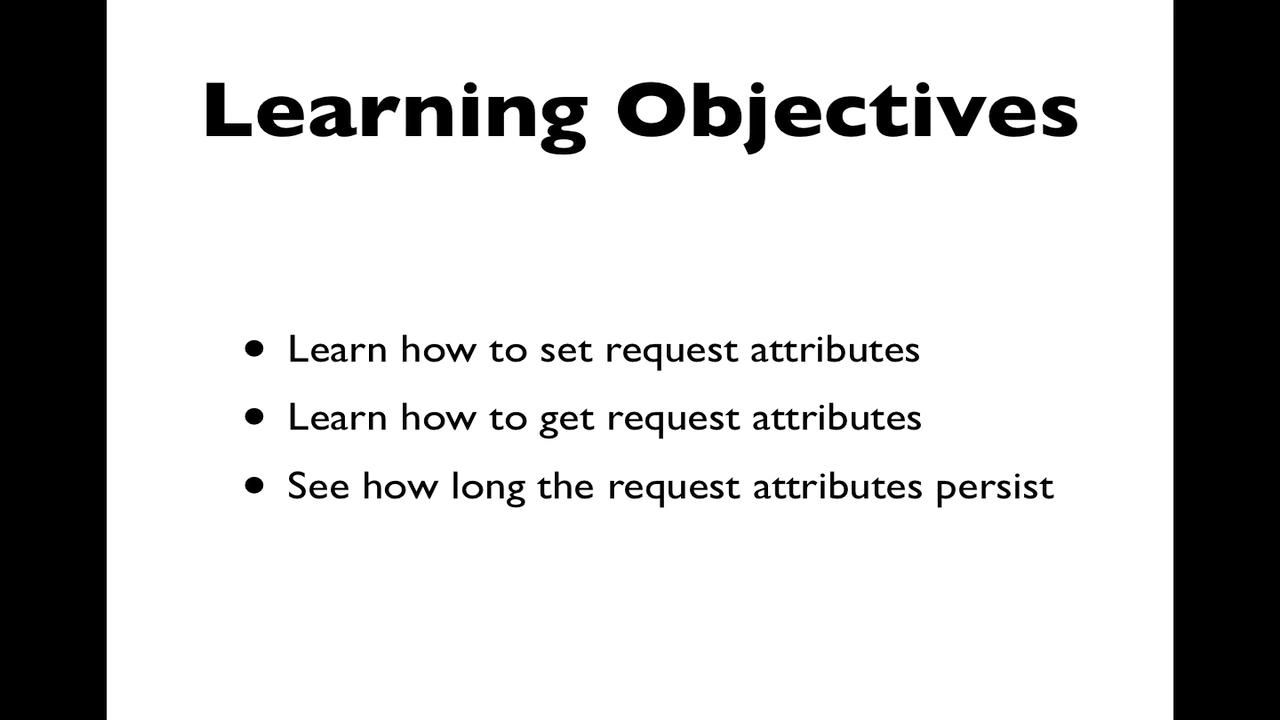 Learning Objectives
• Learn how to set request attributes
• Learn how to get request attributes
• See how long the request attributes persist